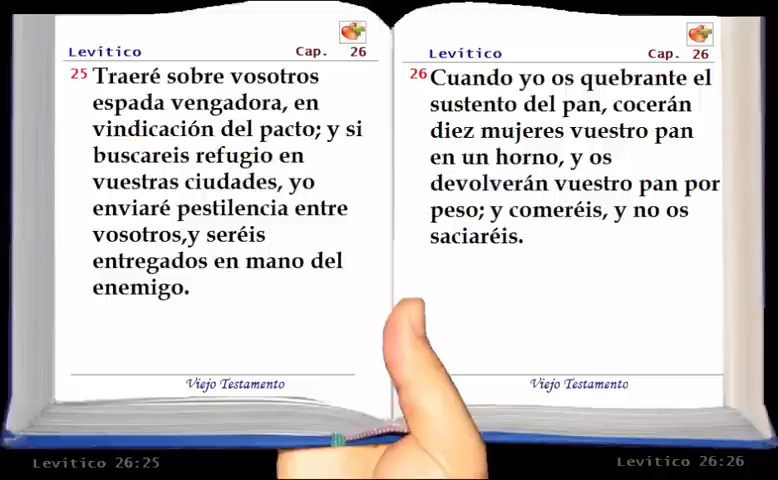 Levítico Cap. 26
25 Traeré sobre vosotros
espada vengadora, en
vindicación del pacto; y si
buscareis refugio en
vuestras ciudades, yo
enviaré pestilencia entre
vosotros,y seréis
entregados en mano del
enemigo.
Viejo Testamento
Levítico 26:25
Levítico Cap. 26
26 Cuando yo os quebrante el
sustento del pan, cocerán
diez mujeres vuestro pan
en un horno, y os
devolverán vuestro pan por
peso; y comeréis, y no os
saciaréis.
Viejo Testamento
Levítico 26:26